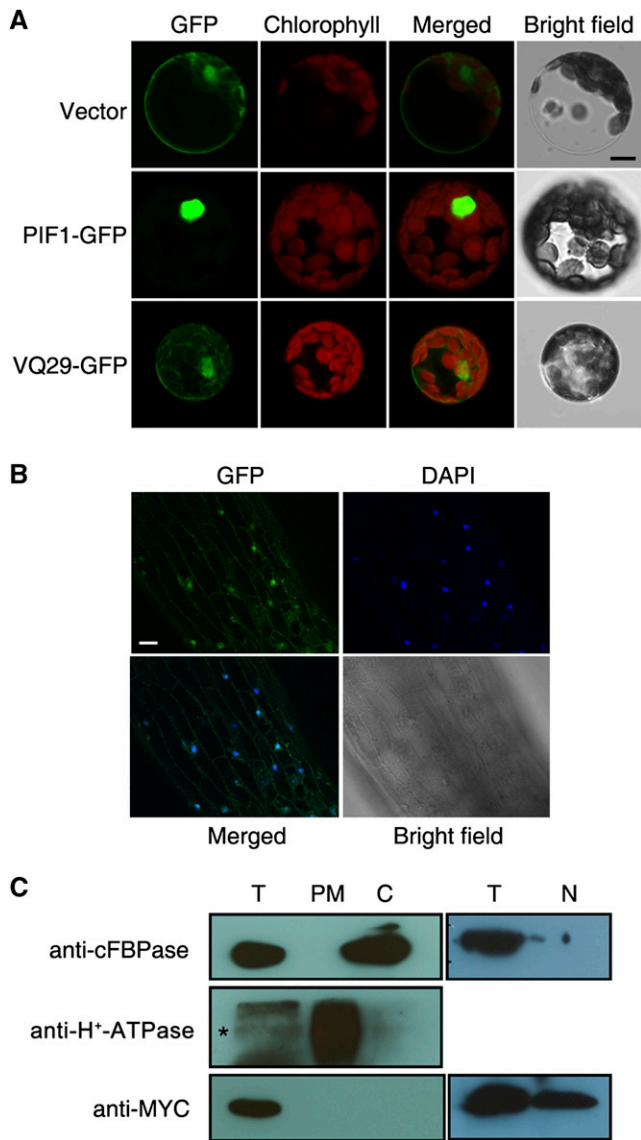 A
GFP Chlorophyll Merged Bright field
Vector
PIF1-GFP
VQ29-GFP
B
GFP DAPI
Merged Bright field
C
T PM C T N
anti-cFBPase
anti-H⁺-ATPase *
anti-MYC